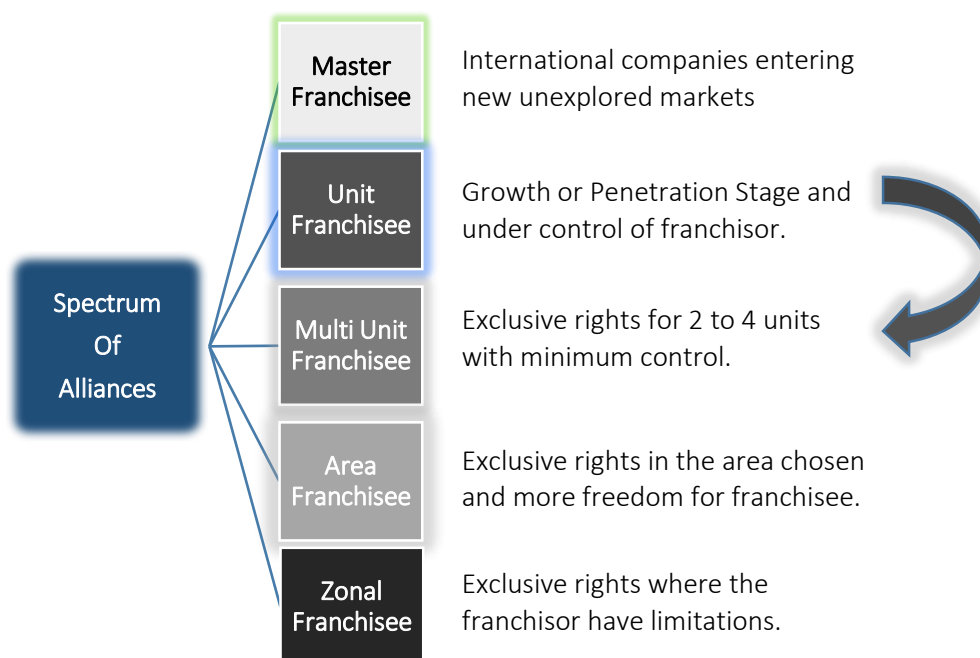 Master
Franchisee
International companies entering
new unexplored markets
Unit
Franchisee
Growth or Penetration Stage and
under control of franchisor.
Spectrum
Of
Alliances
Multi Unit
Franchisee
Exclusive rights for 2 to 4 units
with minimum control.
Area
Franchisee
Exclusive rights in the area chosen
and more freedom for franchisee.
Zonal
Franchisee
Exclusive rights where the
franchisor have limitations.